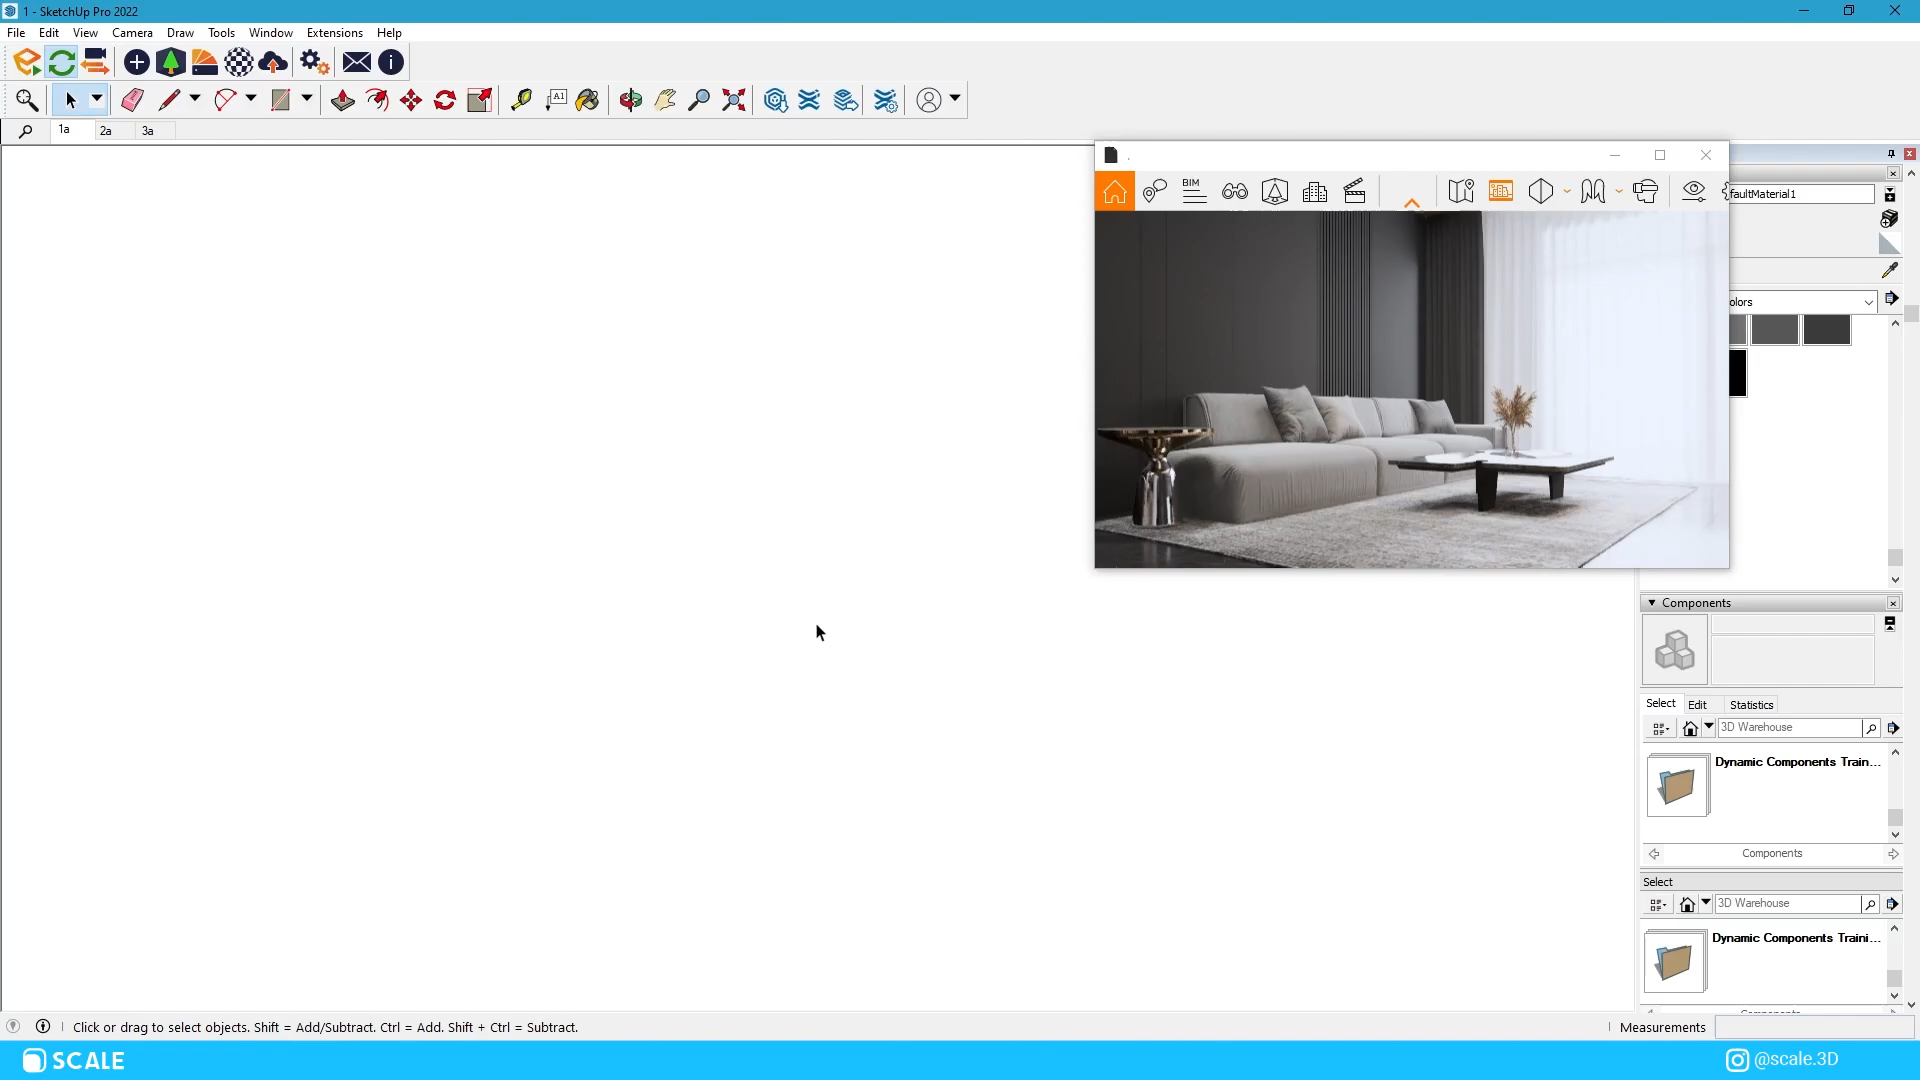 1 - SketchUp Pro 2022
File Edit View Camera Draw Tools Window Extensions Help
A1
1a 2a 3a
.
BIM
faultMaterial1
olors
Components
Select Edit Statistics
3D Warehouse
Dynamic Components Train...
Components
Select
3D Warehouse
Dynamic Components Traini...
Components
Click or drag to select objects. Shift = Add/Subtract. Ctrl = Add. Shift + Ctrl = Subtract.
Measurements
SCALE
@scale.3D